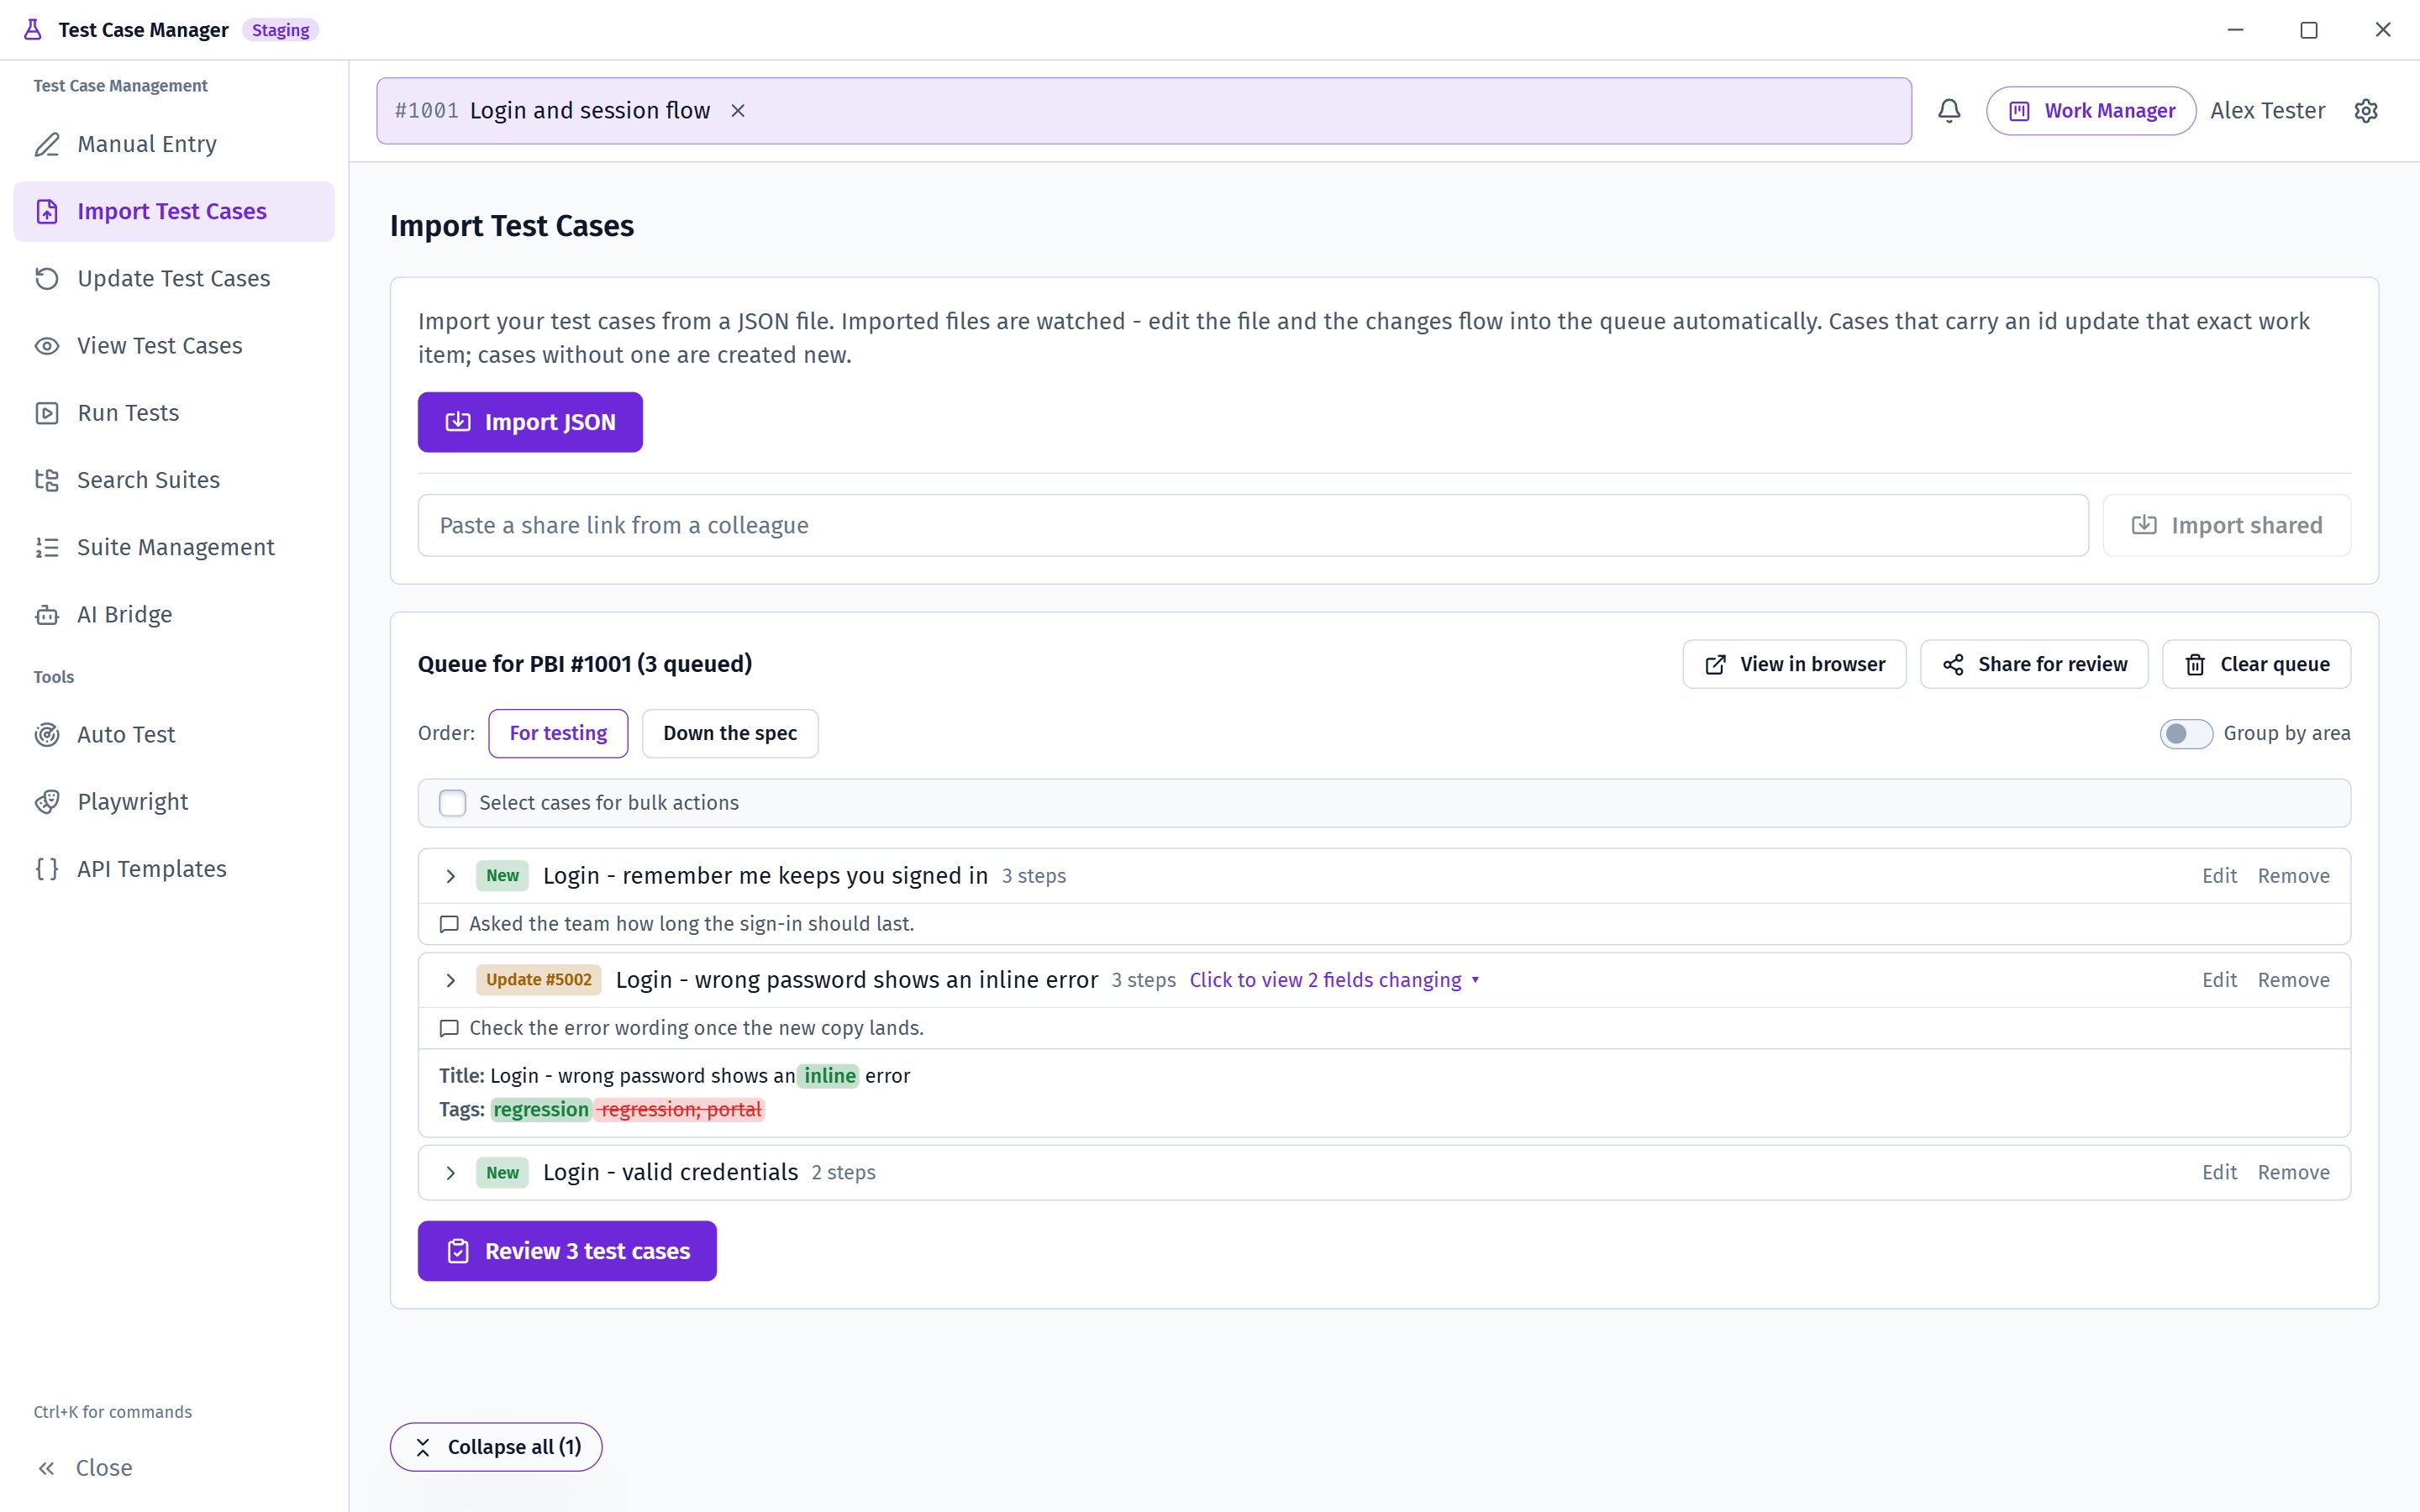 Test Case Manager Staging
Test Case Management
Manual Entry
Import Test Cases
Update Test Cases
View Test Cases
Run Tests
Search Suites
Suite Management
AI Bridge
Tools
Auto Test
Playwright
API Templates
Ctrl+K for commands
Close
#1001 Login and session flow
Work Manager
Alex Tester
Import Test Cases
Import your test cases from a JSON file. Imported files are watched - edit the file and the changes flow into the queue automatically. Cases that carry an id update that exact work
item; cases without one are created new.
Import JSON
Paste a share link from a colleague
Import shared
Queue for PBI #1001 (3 queued)
View in browser
Share for review
Clear queue
Order: For testing Down the spec
Group by area
Select cases for bulk actions
New Login - remember me keeps you signed in 3 steps Edit Remove
Asked the team how long the sign-in should last.
Update #5002 Login - wrong password shows an inline error 3 steps Click to view 2 fields changing Edit Remove
Check the error wording once the new copy lands.
Title: Login - wrong password shows an inline error
Tags: regression regression; portal
New Login - valid credentials 2 steps Edit Remove
Review 3 test cases
Collapse all (1)